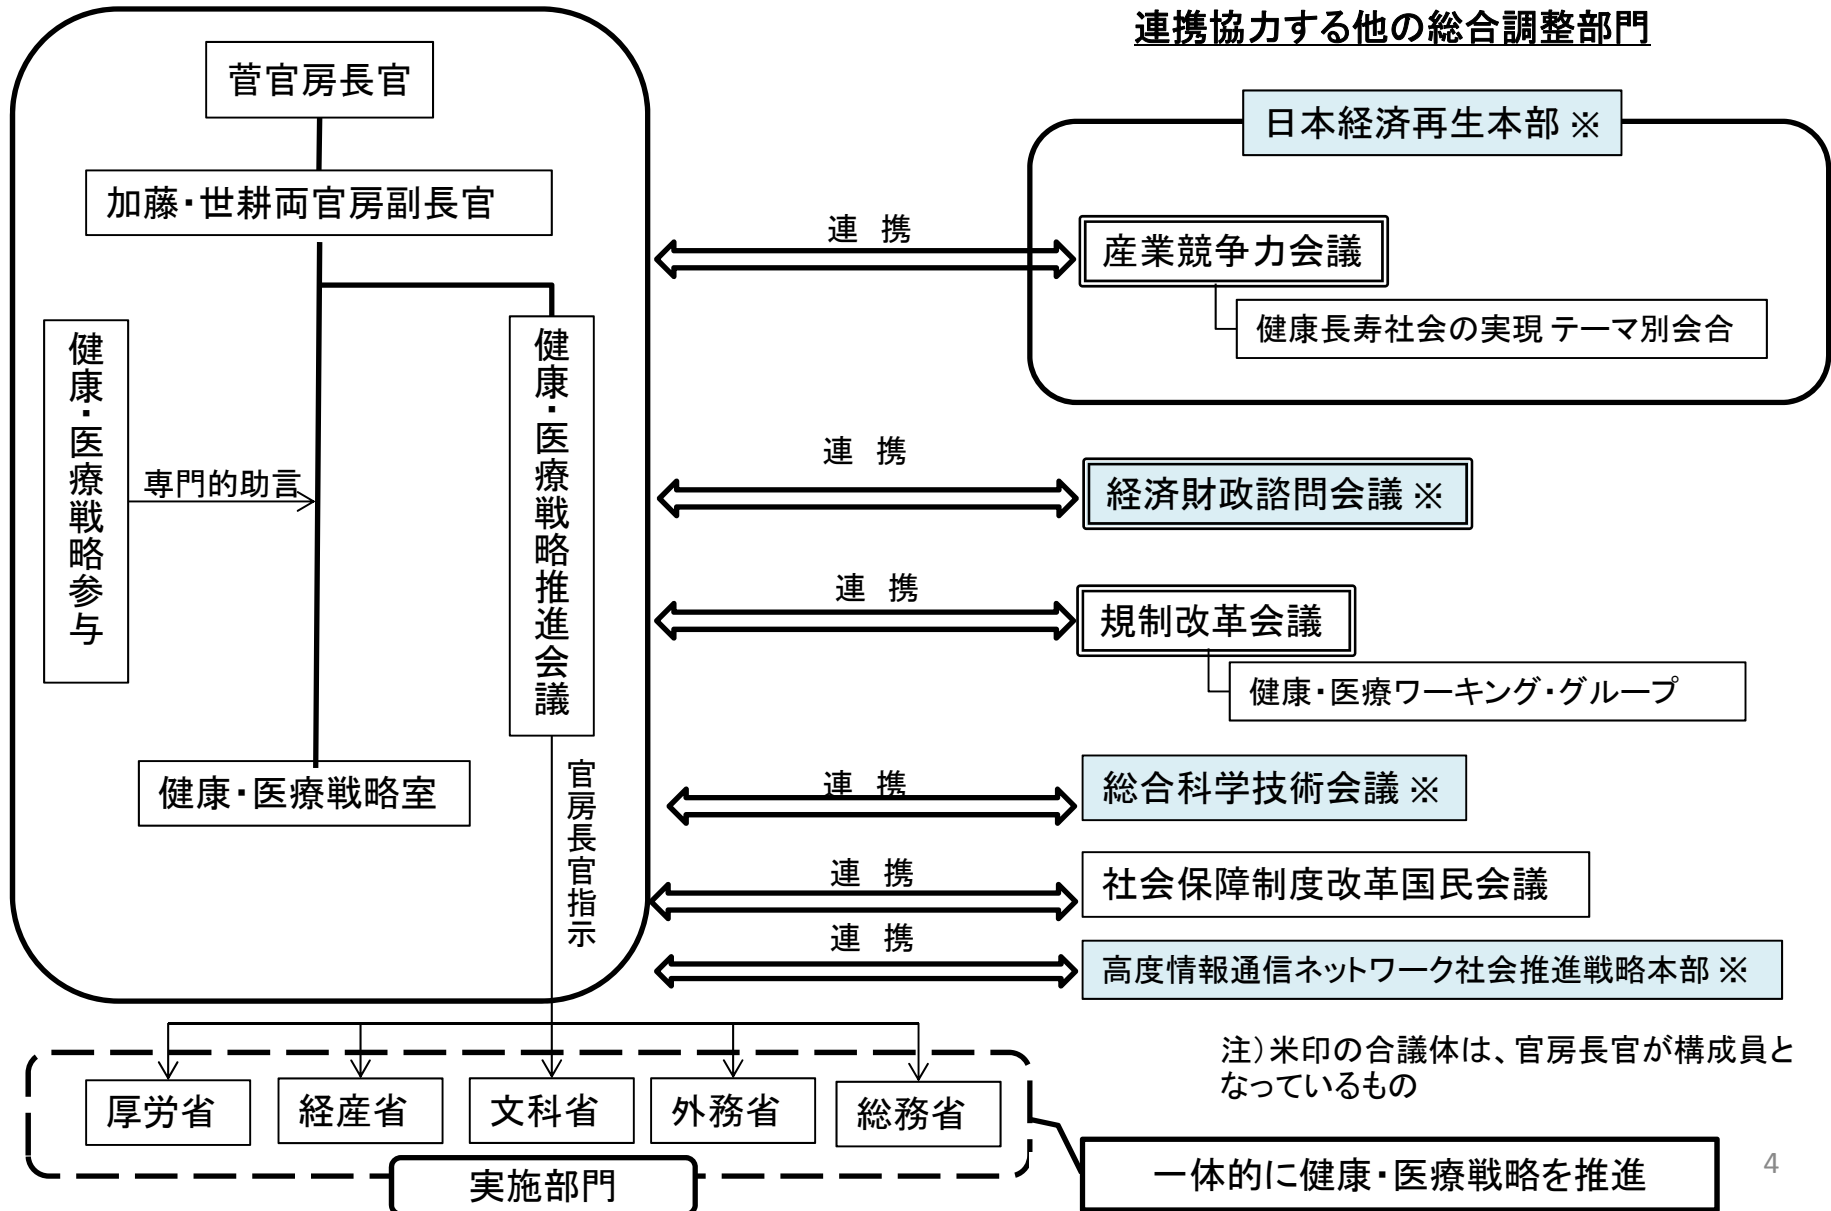 連携協力する他の総合調整部門
菅官房長官
加藤・世耕両官房副長官
健康・医療戦略参与
専門的助言
健康・医療戦略推進会議
健康・医療戦略室
官房長官指示
日本経済再生本部 ※
連 携
産業競争力会議
健康長寿社会の実現 テーマ別会合
連 携
経済財政諮問会議 ※
連 携
規制改革会議
健康・医療ワーキング・グループ
連 携
総合科学技術会議 ※
連 携
社会保障制度改革国民会議
連 携
高度情報通信ネットワーク社会推進戦略本部 ※
注)米印の合議体は、官房長官が構成員と
なっているもの
厚労省
経産省
文科省
外務省
総務省
実施部門
一体的に健康・医療戦略を推進
4